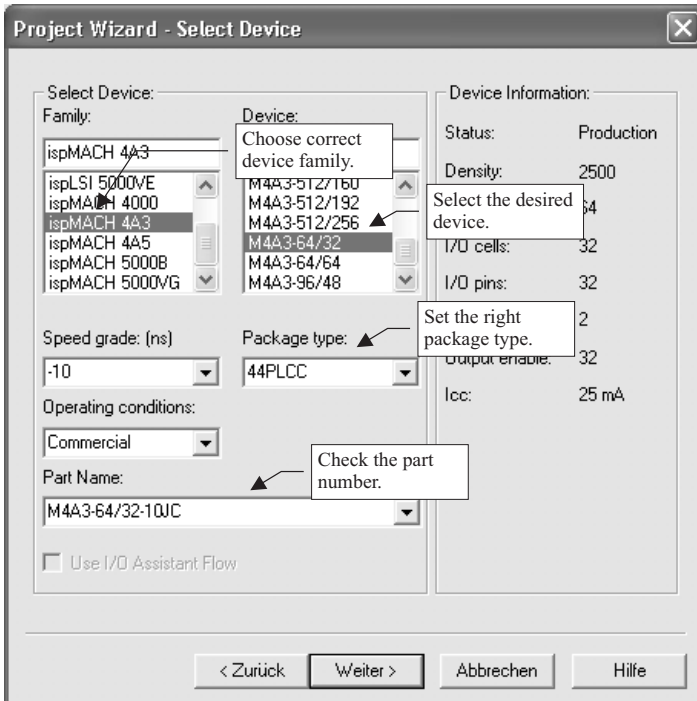 Project Wizard - Select Device
Select Device:
Family:
Device:
ispMACH 4A3
Choose correct
device family.
ispLSI 5000VE
ispMACH 4000
ispMACH 4A3
ispMACH 4A5
ispMACH 5000B
ispMACH 5000VG
M4A3-512/160
M4A3-512/192
M4A3-512/256
M4A3-64/32
M4A3-64/64
M4A3-96/48
Select the desired
device.
Speed grade: (ns)
-10
Package type:
44PLCC
Set the right
package type.
Operating conditions:
Commercial
Part Name:
M4A3-64/32-10JC
Check the part
number.
Use I/O Assistant Flow
Device Information:
Status: Production
Density: 2500
64
I/O cells: 32
I/O pins: 32
2
Output enable: 32
Icc: 25 mA
< Zurück
Weiter >
Abbrechen
Hilfe